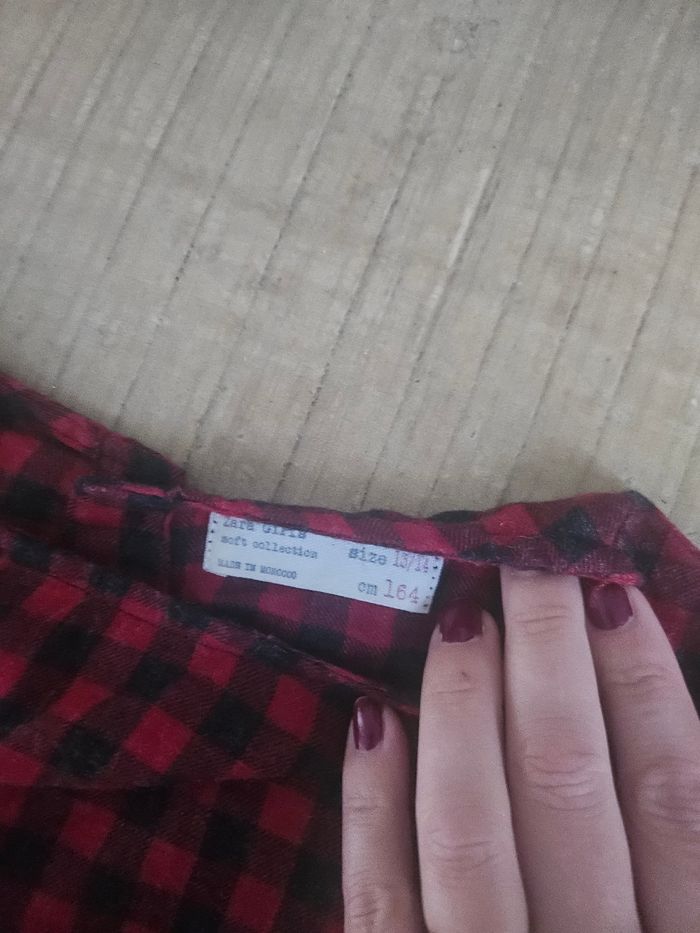 Zara Girls
soft collection size 13/14
MADE IN MOROCCO
cm 164